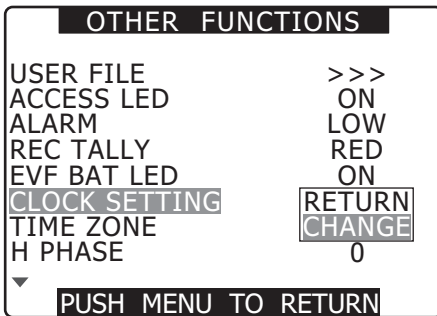 OTHER FUNCTIONS
USER FILE >>>
ACCESS LED ON
ALARM LOW
REC TALLY RED
EVF BAT LED ON
CLOCK SETTING RETURN
TIME ZONE CHANGE
H PHASE 0
PUSH MENU TO RETURN